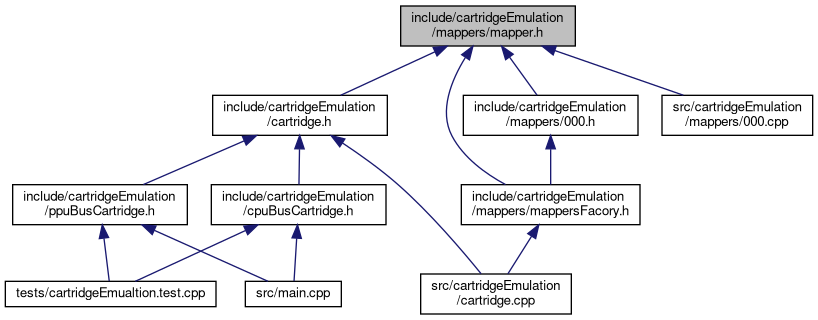 include/cartridgeEmulation
/mappers/mapper.h
include/cartridgeEmulation
/cartridge.h
include/cartridgeEmulation
/mappers/000.h
src/cartridgeEmulation
/mappers/000.cpp
include/cartridgeEmulation
/ppuBusCartridge.h
include/cartridgeEmulation
/cpuBusCartridge.h
include/cartridgeEmulation
/mappers/mappersFacory.h
tests/cartridgeEmualtion.test.cpp
src/main.cpp
src/cartridgeEmulation
/cartridge.cpp